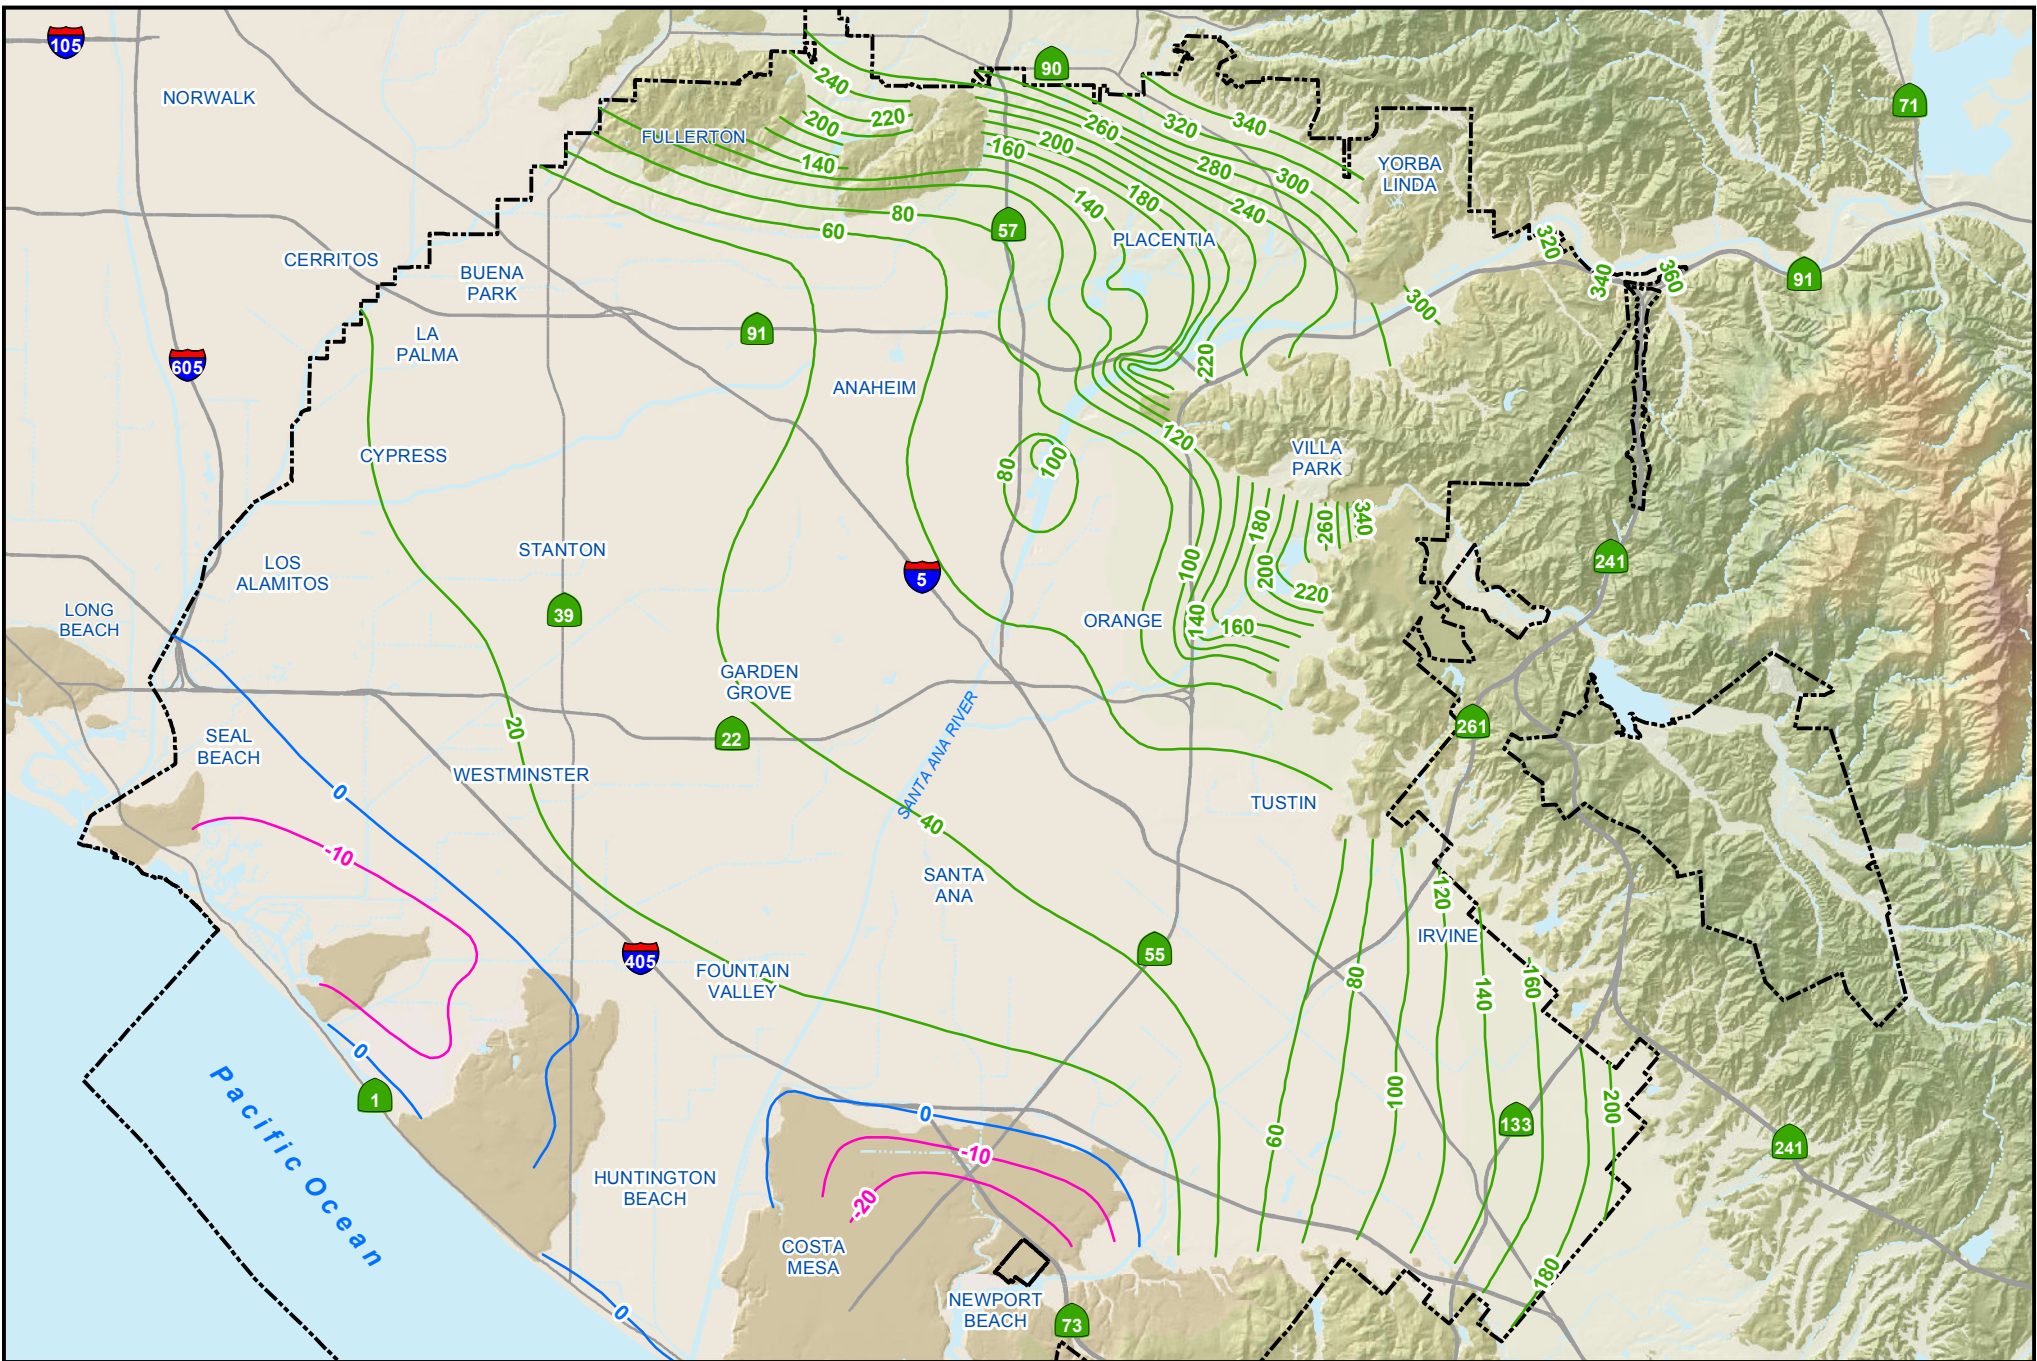 105
90
71
NORWALK
240
220
200
260
320
340
FULLERTON
140
160
200
280
300
YORBA
LINDA
80
60
57
140
180
240
PLACENTIA
320
340
360
91
CERRITOS
BUENA
PARK
300
LA
PALMA
91
605
220
ANAHEIM
CYPRESS
120
VILLA
PARK
80
100
180
260
340
STANTON
LOS
ALAMITOS
5
100
200
241
220
LONG
BEACH
39
ORANGE
140
160
GARDEN
GROVE
20
22
261
SEAL
BEACH
WESTMINSTER
SANTA ANA RIVER
0
40
TUSTIN
-10
SANTA
ANA
120
IRVINE
405
FOUNTAIN
VALLEY
55
80
140
160
0
1
Pacific Ocean
0
100
200
133
60
-10
241
HUNTINGTON
BEACH
-20
COSTA
MESA
180
0
NEWPORT
BEACH
73